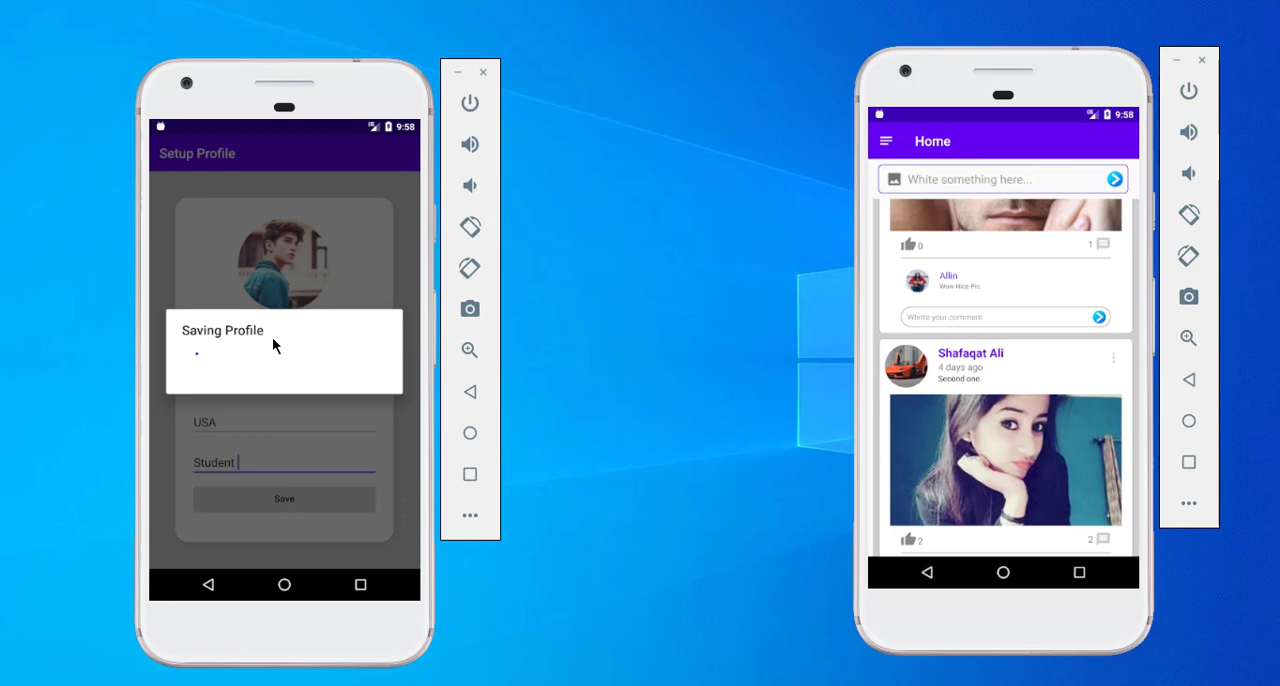 9:58
Setup Profile
Saving Profile
USA
Student
Save
9:58
Home
White something here...
0
1
Allin
Wow Nice Pic
Whrite your comment
Shafaqat Ali
4 days ago
Second one.
2
2